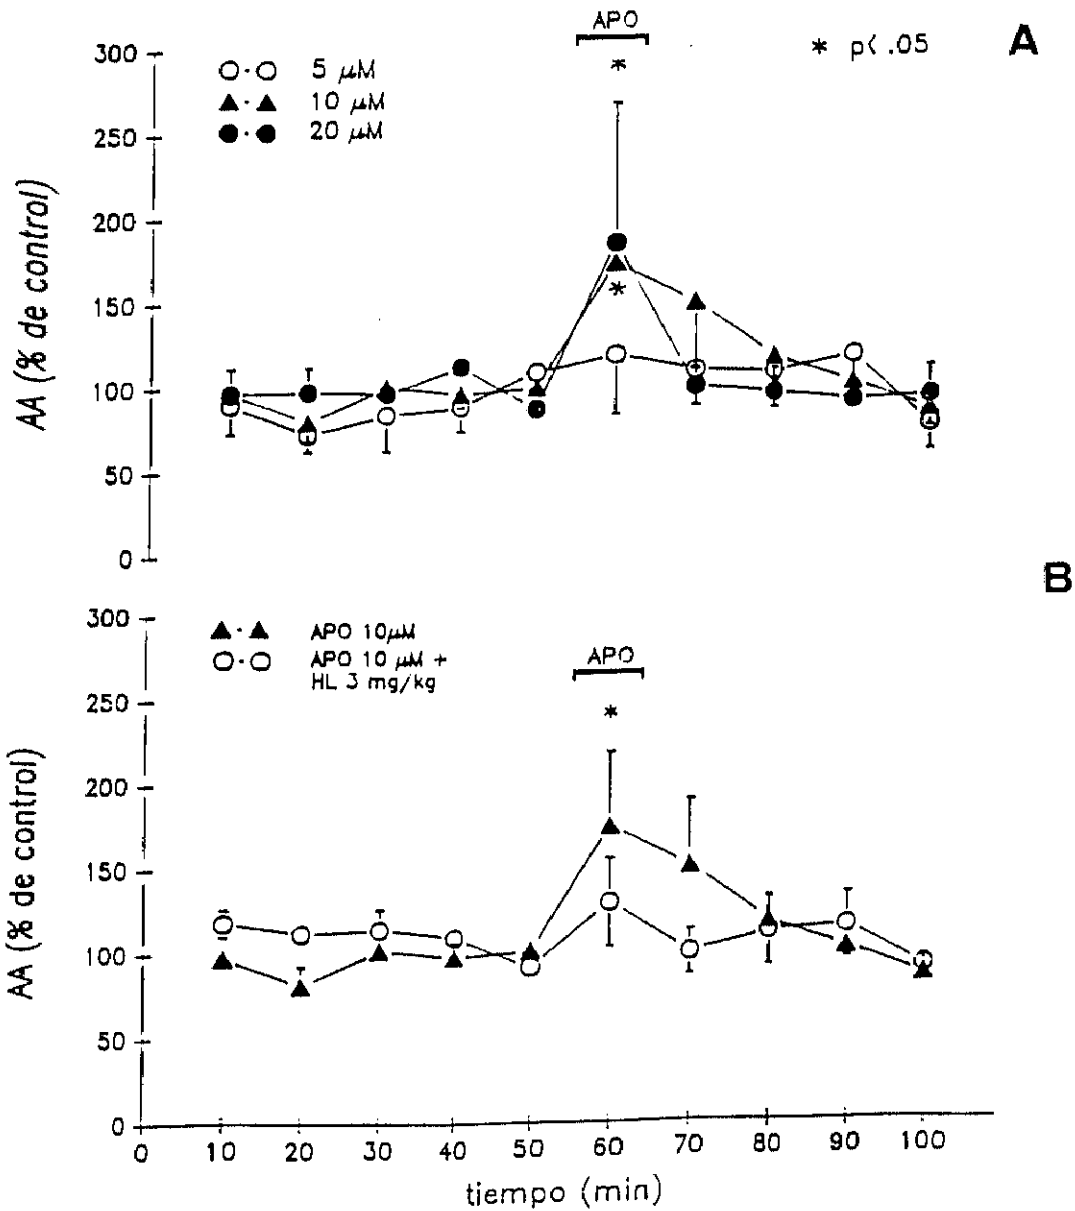 APO
* p< .05
A
300
5 µM
10 µM
20 µM
250
200
150
100
50
0
AA (% de control)
*
*
B
300
APO 10µM
APO 10 µM +
HL 3 mg/kg
APO
250
*
200
150
100
50
0
AA (% de control)
0 10 20 30 40 50 60 70 80 90 100
tiempo (min)